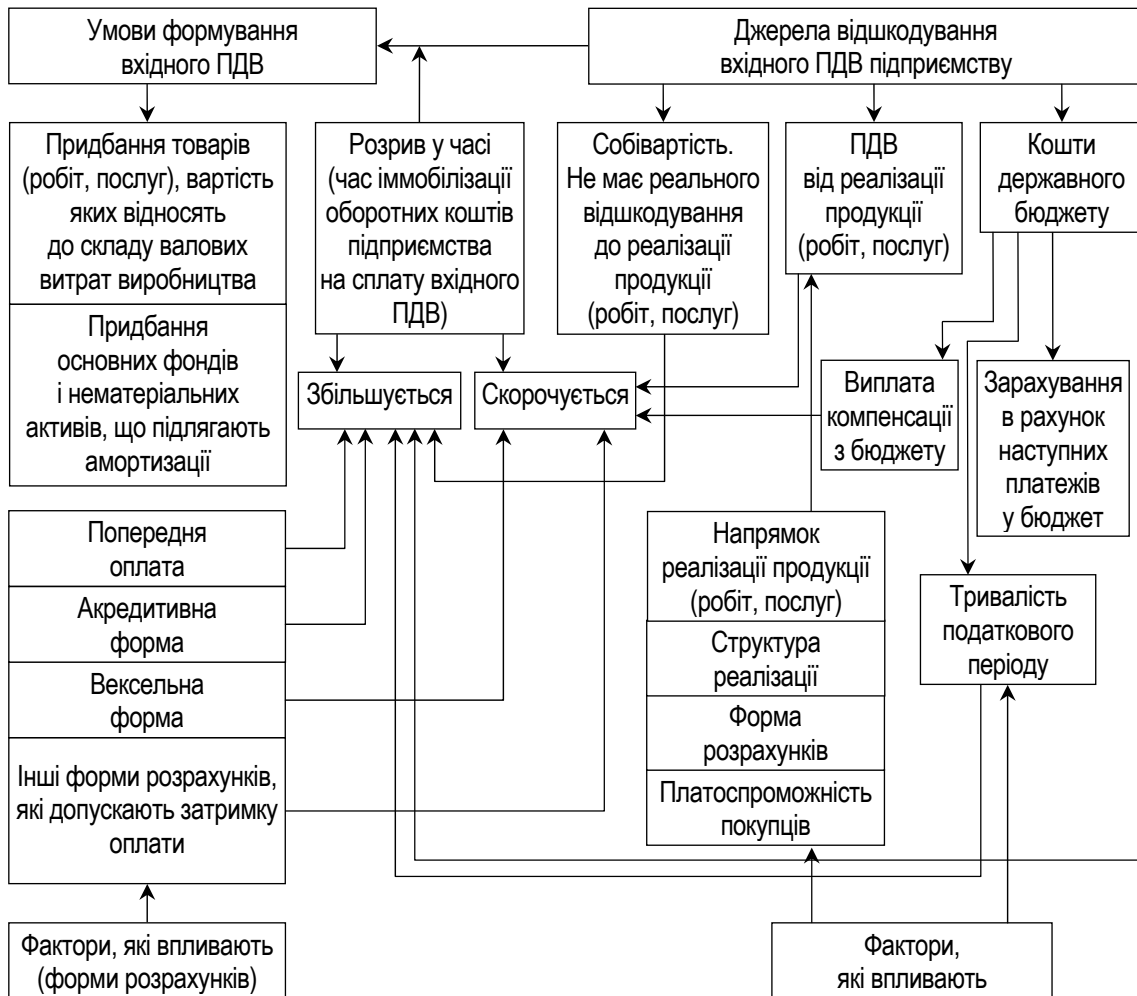 Умови формування
вхідного ПДВ
Джерела відшкодування
вхідного ПДВ підприємству
Придбання товарів
(робіт, послуг), вартість
яких відносять
до складу валових
витрат виробництва
Придбання
основних фондів
і нематеріальних
активів, що підлягають
амортизації
Розрив у часі
(час іммобілізації
оборотних коштів
підприємства
на сплату вхідного
ПДВ)
Собівартість.
Не має реального
відшкодування
до реалізації
продукції
(робіт, послуг)
ПДВ
від реалізації
продукції
(робіт, послуг)
Кошти
державного
бюджету
Збільшується
Скорочується
Виплата
компенсації
з бюджету
Зарахування
в рахунок
наступних
платежів
у бюджет
Попередня
оплата
Акредитивна
форма
Вексельна
форма
Інші форми розрахунків,
які допускають затримку
оплати
Напрямок
реалізації продукції
(робіт, послуг)
Структура
реалізації
Форма
розрахунків
Платоспроможність
покупців
Тривалість
податкового
періоду
Фактори, які впливають
(форми розрахунків)
Фактори,
які впливають